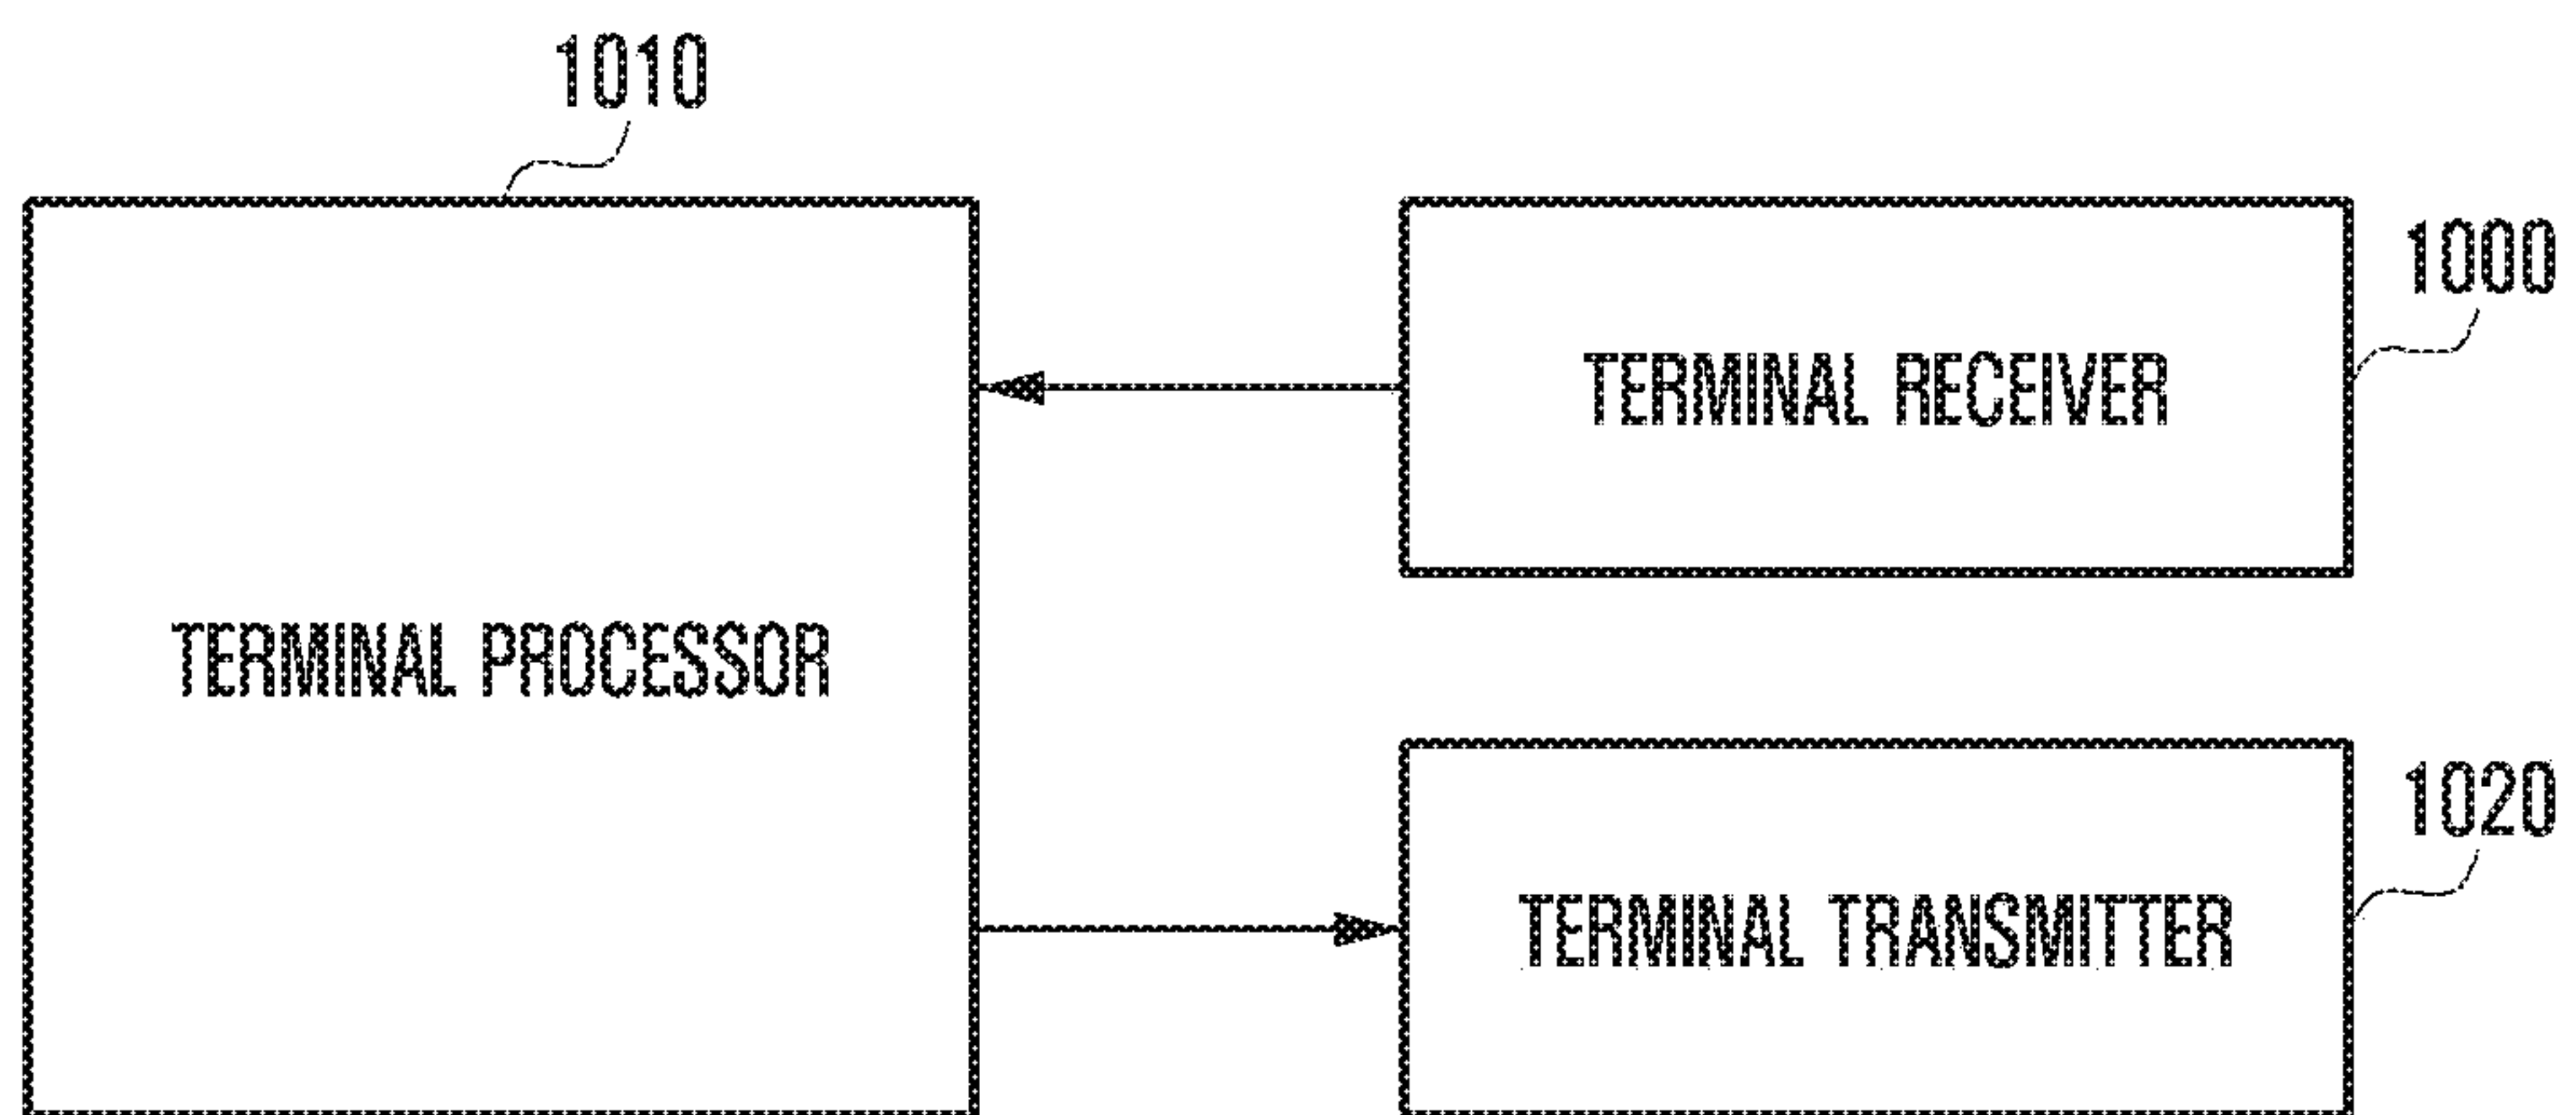 1010
1000
TERMINAL RECEIVER
TERMINAL PROCESSOR
1020
TERMINAL TRANSMITTER